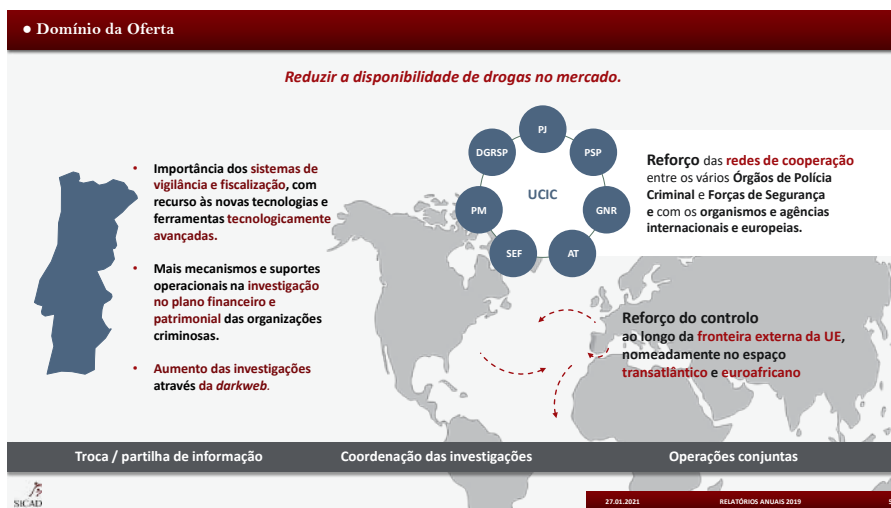 ● Domínio da Oferta
Reduzir a disponibilidade de drogas no mercado.
• Importância dos sistemas de
vigilância e fiscalização, com
recurso às novas tecnologias e
ferramentas tecnologicamente
avançadas.
• Mais mecanismos e suportes
operacionais na investigação
no plano financeiro e
patrimonial das organizações
criminosas.
• Aumento das investigações
através da darkweb.
PJ
DGRSP
PSP
UCIC
PM
GNR
SEF
AT
Reforço das redes de cooperação
entre os vários Órgãos de Polícia
Criminal e Forças de Segurança
e com os organismos e agências
internacionais e europeias.
Reforço do controlo
ao longo da fronteira externa da UE,
nomeadamente no espaço
transatlântico e euroafricano
Troca / partilha de informação
Coordenação das investigações
Operações conjuntas
SICAD
27.01.2021
RELATÓRIOS ANUAIS 2019